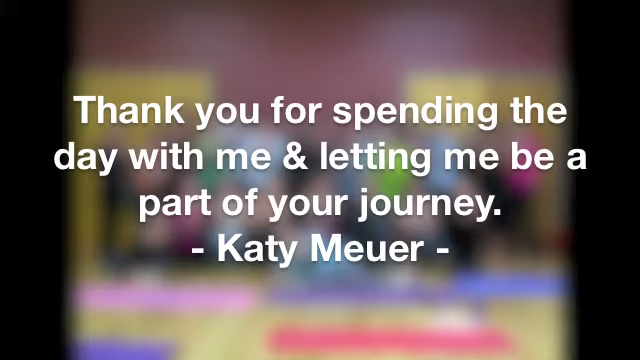 Thank you for spending the
day with me & letting me be a
part of your journey.
- Katy Meuer -